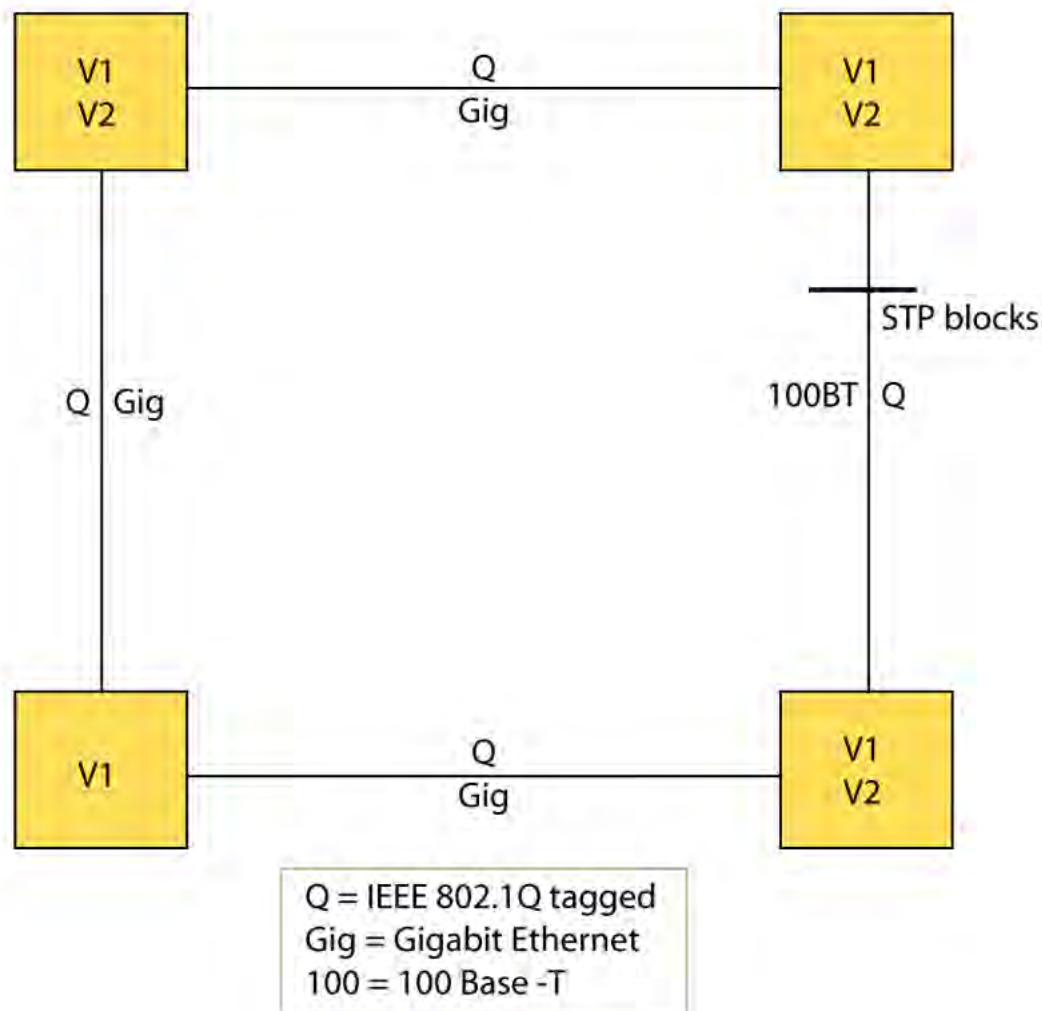 V1
V2
Q
Gig
V1
V2
STP blocks
Q Gig
100BT Q
V1
Q
Gig
V1
V2
Q = IEEE 802.1Q tagged
Gig = Gigabit Ethernet
100 = 100 Base -T